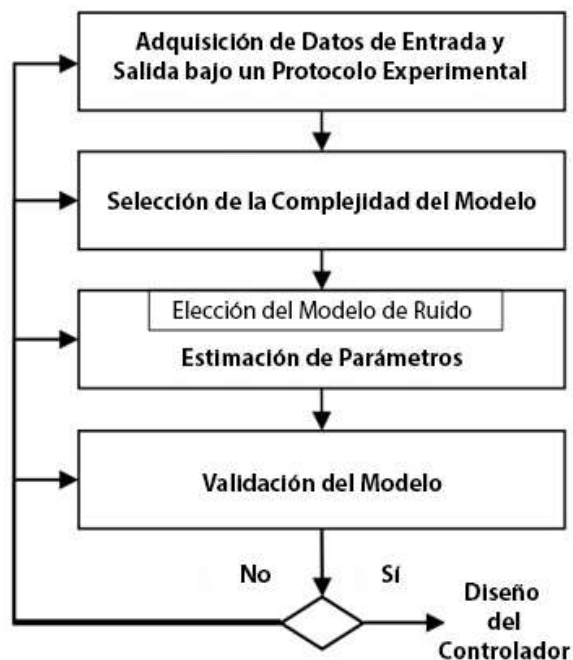 Adquisición de Datos de Entrada y
Salida bajo un Protocolo Experimental
Selección de la Complejidad del Modelo
Elección del Modelo de Ruido
Estimación de Parámetros
Validación del Modelo
No
Sí
Diseño
del
Controlador